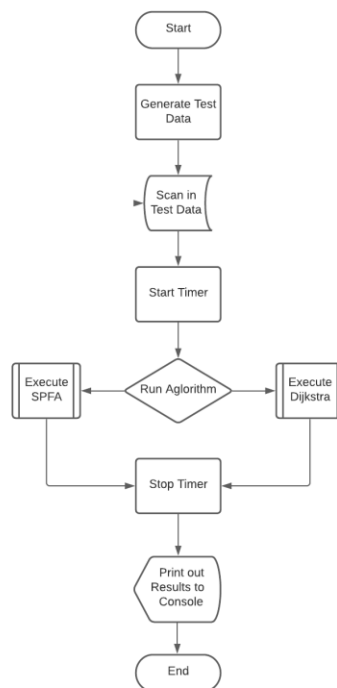 Start
Generate Test
Data
Scan in
Test Data
Start Timer
Execute
SPFA
Run Aglorithm
Execute
Dijkstra
Stop Timer
Print out
Results to
Console
End